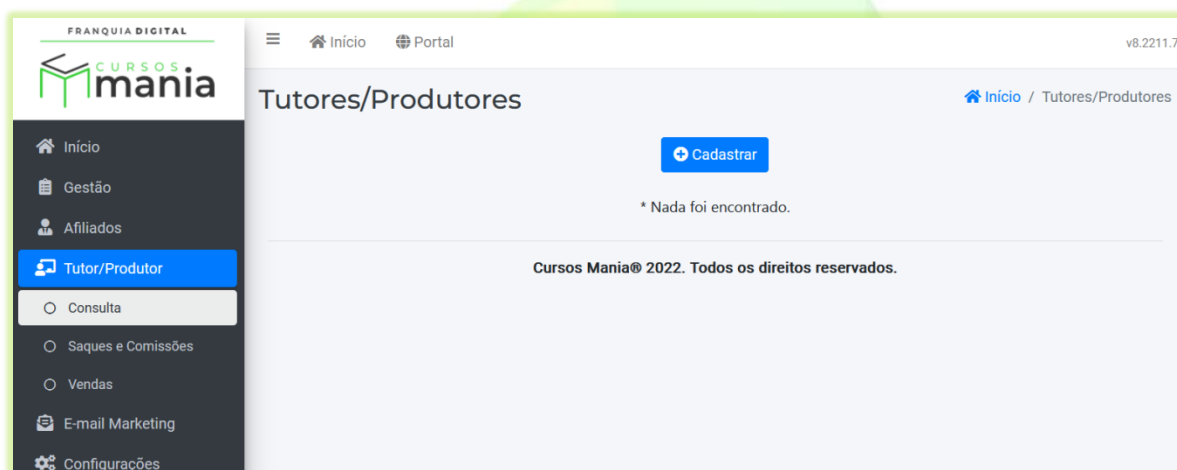 FRANQUIA DIGITAL
CURSOS
mania
Início
Portal
v8.2211.7
Tutores/Produtores
Início / Tutores/Produtores
Cadastrar
* Nada foi encontrado.
Cursos Mania® 2022. Todos os direitos reservados.
Início
Gestão
Afiliados
Tutor/Produtor
Consulta
Saques e Comissões
Vendas
E-mail Marketing
Configurações